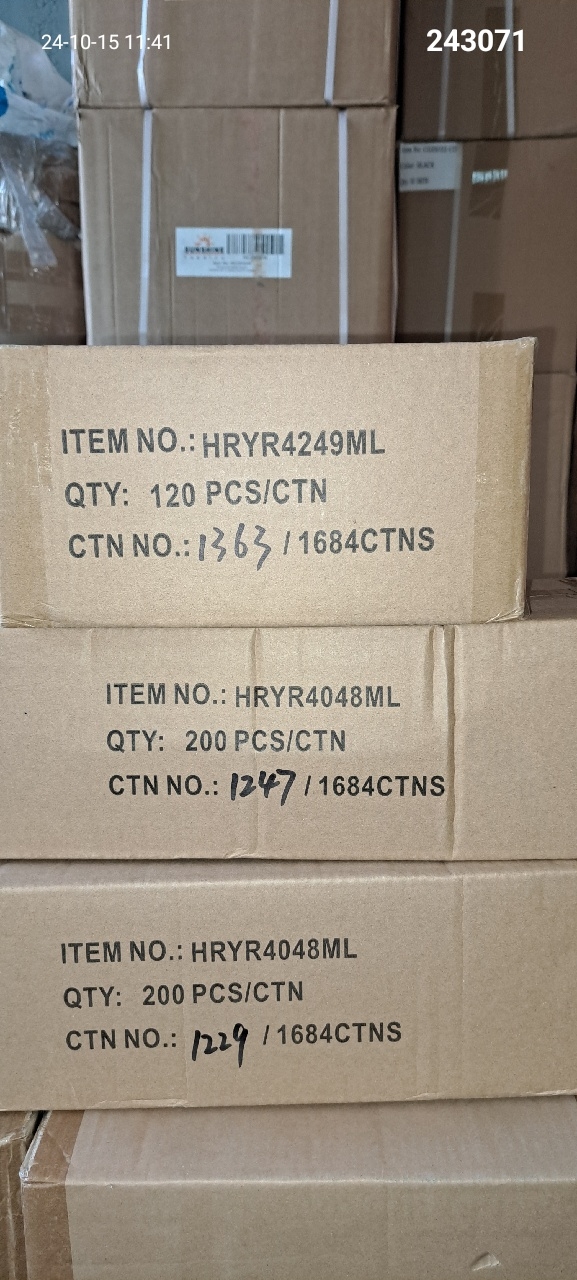 24-10-15 11:41
243071
SUNSHINE
ITEM NO.: HRYR4249ML
QTY: 120 PCS/CTN
CTN NO.: 1363 / 1684CTNS
ITEM NO.: HRYR4048ML
QTY: 200 PCS/CTN
CTN NO.: 1247 / 1684CTNS
ITEM NO.: HRYR4048ML
QTY: 200 PCS/CTN
CTN NO.: 1229 / 1684CTNS